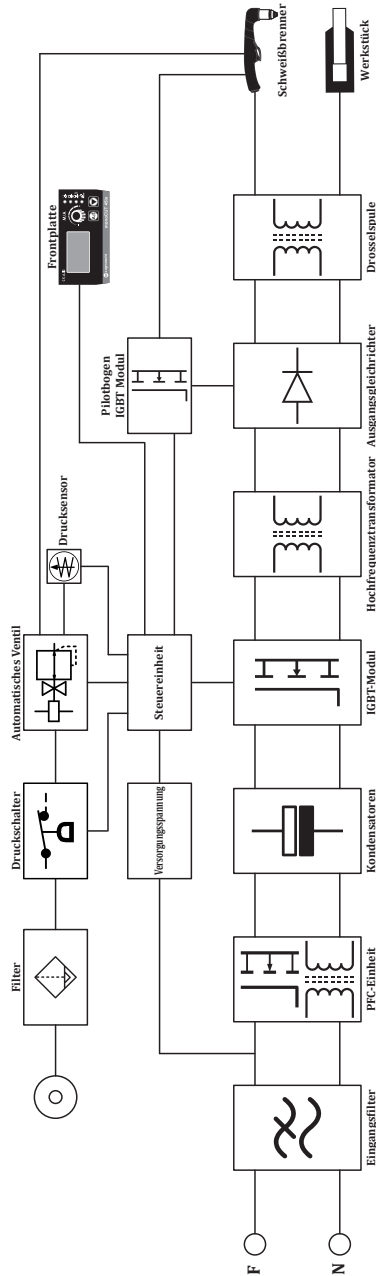 Filter
Druckschalter
Automatisches Ventil
Drucksensor
Frontplatte
Schweißbrenner
Werkstück
Versorgungsspannung
Steuereinheit
Pilotbogen
IGBT Modul
F
N
Eingangsfilter
PFC-Einheit
Kondensatoren
IGBT-Modul
Hochfrequenztransformator
Ausgangsgleichrichter
Drosselspule